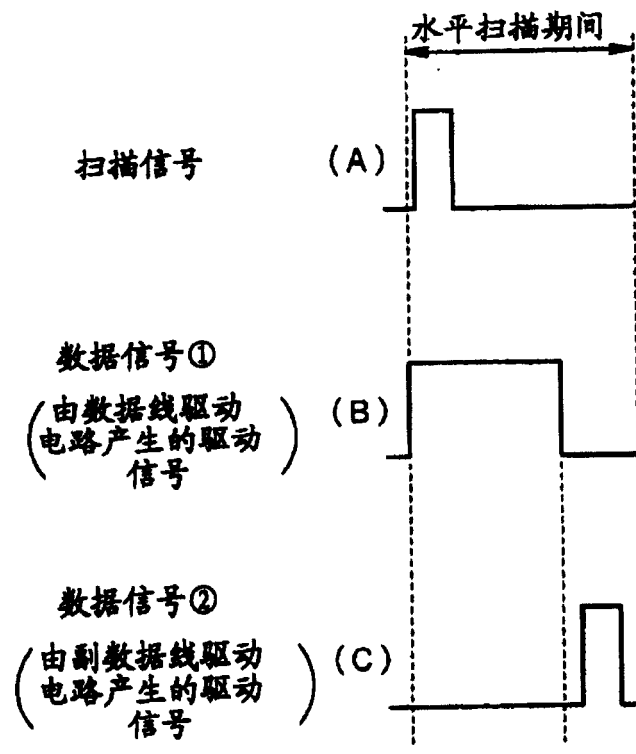 水平扫描期间
扫描信号
(A)
数据信号①
(由数据线驱动
电路产生的驱动
信号)
(B)
数据信号②
(由副数据线驱动
电路产生的驱动
信号)
(C)